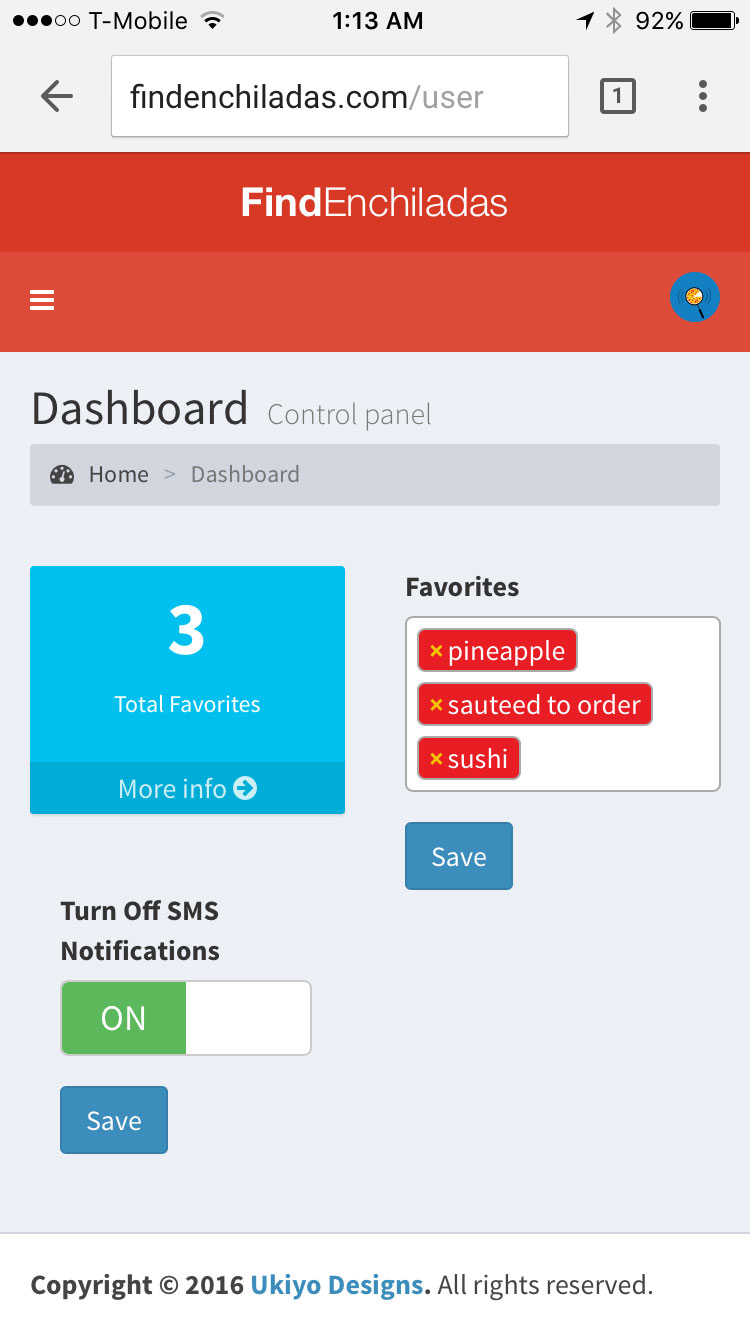 T-Mobile 1:13 AM 92%
findenchiladas.com/user 1
FindEnchiladas
Dashboard Control panel
Home > Dashboard
3
Total Favorites
More info
Favorites
×pineapple
×sauteed to order
×sushi
Save
Turn Off SMS
Notifications
ON
Save
Copyright © 2016 Ukiyo Designs. All rights reserved.